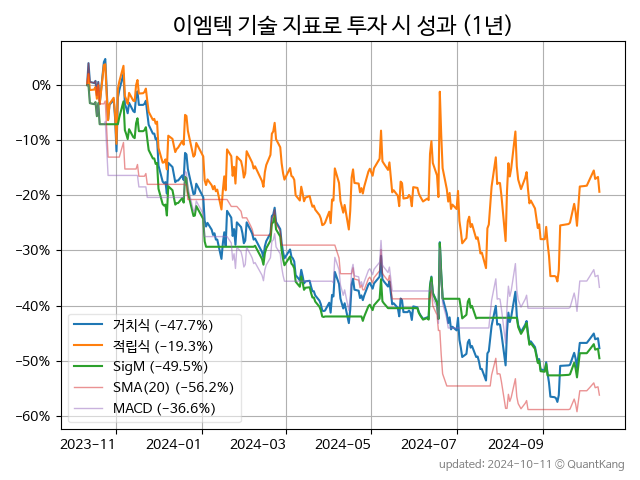 이엠텍 기술 지표로 투자 시 성과 (1년)
0%
−10%
−20%
−30%
−40%
−50%
−60%
거치식 (−47.7%)
적립식 (−19.3%)
SigM (−49.5%)
SMA(20) (−56.2%)
MACD (−36.6%)
2023−11 2024−01 2024−03 2024−05 2024−07 2024−09
updated: 2024-10-11 © QuantKang